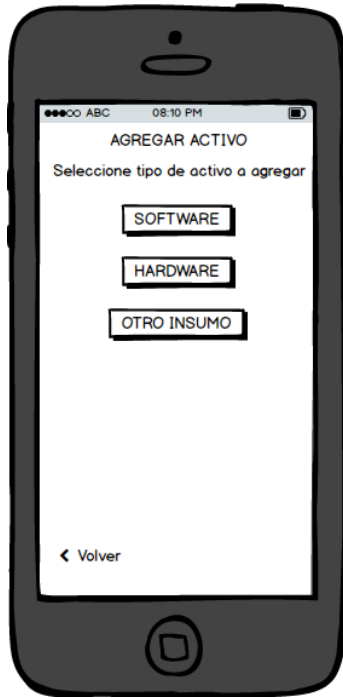 ABC 08:10 PM
AGREGAR ACTIVO
Seleccione tipo de activo a agregar
SOFTWARE
HARDWARE
OTRO INSUMO
Volver